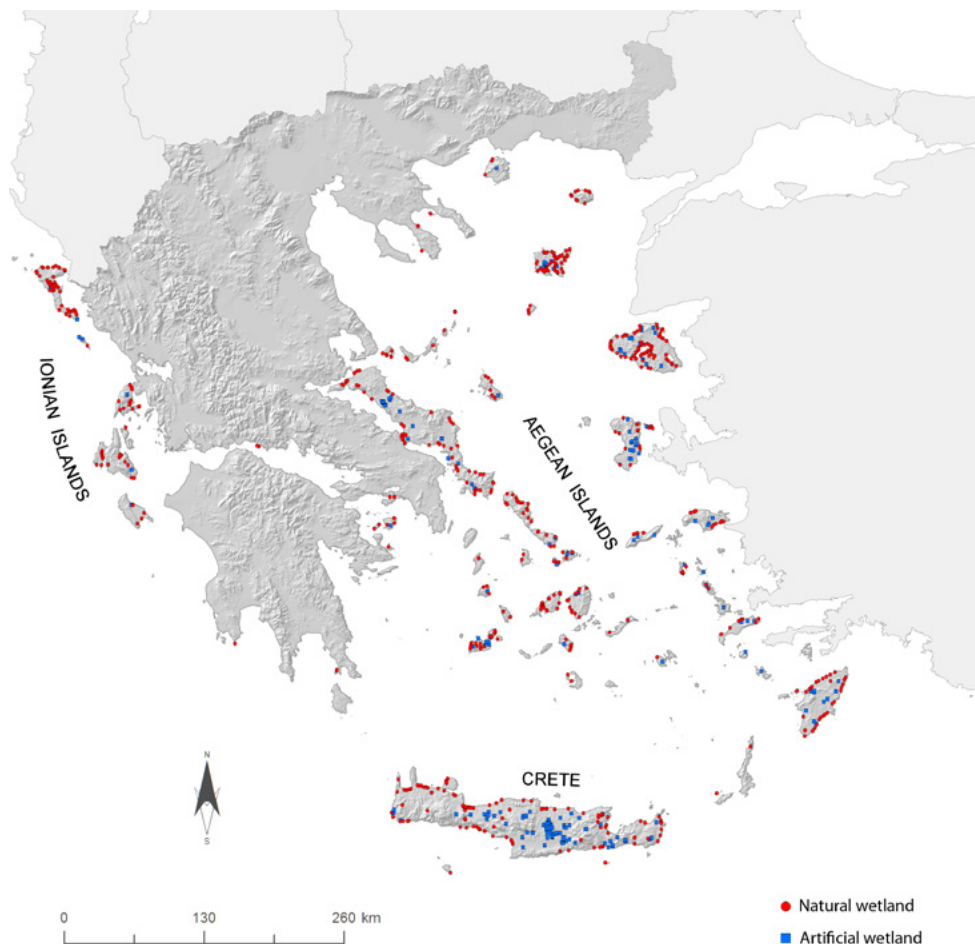 IONIAN ISLANDS
AEGEAN ISLANDS
CRETE
N
S
0 130 260 km
Natural wetland
Artificial wetland